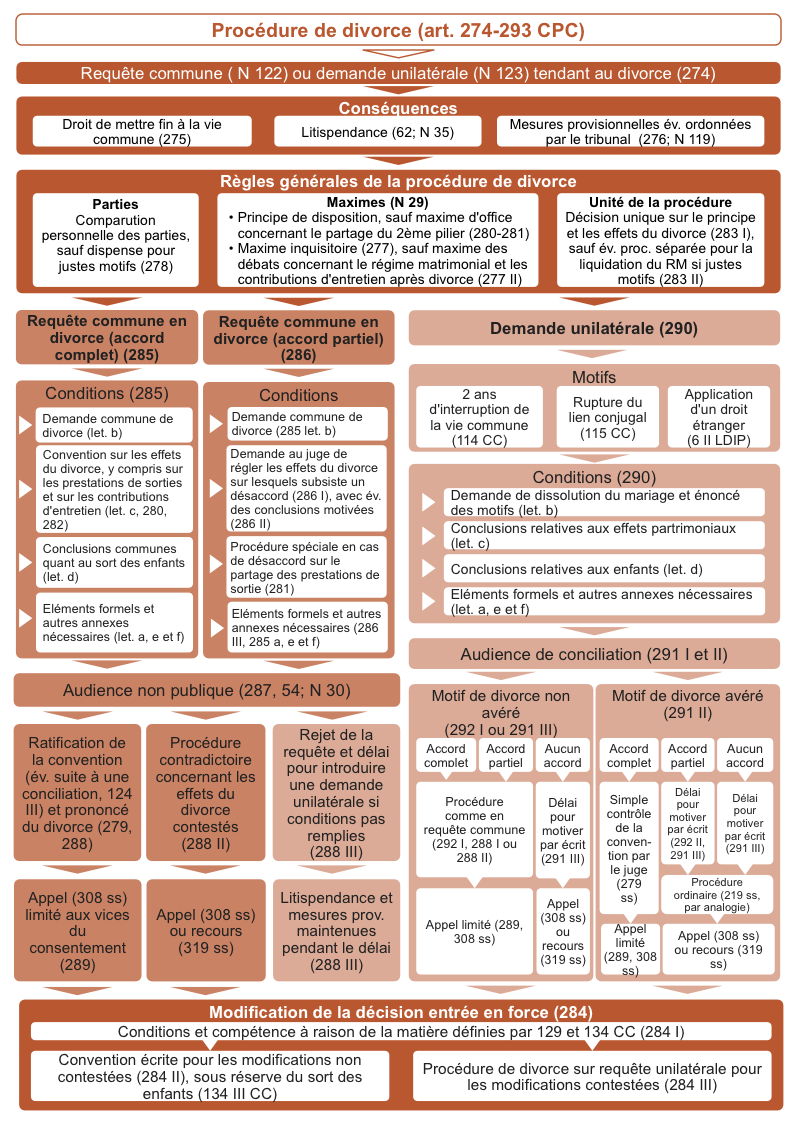 Procédure de divorce (art. 274-293 CPC)
Requête commune ( N 122) ou demande unilatérale (N 123) tendant au divorce (274)
Conséquences
Droit de mettre fin à la vie
commune (275)
Litispendance (62; N 35)
Mesures provisionnelles év. ordonnées
par le tribunal  (276; N 119)
Règles générales de la procédure de divorce
Parties
Comparution
personnelle des parties,
sauf dispense pour
justes motifs (278)
Maximes (N 29)
• Principe de disposition, sauf maxime d'office
concernant le partage du 2ème pilier (280-281)
• Maxime inquisitoire (277), sauf maxime des
débats concernant le régime matrimonial et les
contributions d'entretien après divorce (277 II)
Unité de la procédure
Décision unique sur le principe
et les effets du divorce (283 I),
sauf év. proc. séparée pour la
liquidation du RM si justes
motifs (283 II)
Requête commune en
divorce (accord
complet) (285)
Conditions (285)
Demande commune de
divorce (let. b)
Convention sur les effets
du divorce, y compris sur
les prestations de sorties
et sur les contributions
d'entretien (let. c, 280,
282)
Conclusions communes
quant au sort des enfants
(let. d)
Eléments formels et
autres annexes
nécessaires (let. a, e et f)
Requête commune en
divorce (accord partiel)
(286)
Conditions
Demande commune de
divorce (285 let. b)
Demande au juge de
régler les effets du divorce
sur lesquels subsiste un
désaccord (286 I), avec év.
des conclusions motivées
(286 II)
Procédure spéciale en cas
de désaccord sur le
partage des prestations de
sortie (281)
Eléments formels et autres
annexes nécessaires (286
III, 285 a, e et f)
Demande unilatérale (290)
Motifs
2 ans
d'interruption de
la vie commune
(114 CC)
Rupture du
lien conjugal
(115 CC)
Application
d'un droit
étranger
(6 II LDIP)
Conditions (290)
Demande de dissolution du mariage et énoncé
des motifs (let. b)
Conclusions relatives aux effets partrimoniaux
(let. c)
Conclusions relatives aux enfants (let. d)
Eléments formels et autres annexes nécessaires
(let. a, e et f)
Audience non publique (287, 54; N 30)
Ratification de
la convention
(év. suite à une
conciliation, 124
III) et prononcé
du divorce (279,
288)
Appel (308 ss)
limité aux vices
du
consentement
(289)
Procédure
contradictoire
concernant les
effets du
divorce
contestés
(288 II)
Appel (308 ss)
ou recours
(319 ss)
Rejet de la
requête et délai
pour introduire
une demande
unilatérale si
conditions pas
remplies
(288 III)
Litispendance et
mesures prov.
maintenues
pendant le délai
(288 III)
Audience de conciliation (291 I et II)
Motif de divorce non
avéré
(292 I ou 291 III)
Accord
complet
Accord
partiel
Aucun
accord
Procédure
comme en
requête commune
(292 I, 288 I ou
288 II)
Délai
pour
motiver
par écrit
(291 III)
Appel limité (289,
308 ss)
Appel
(308 ss)
ou
recours
(319 ss)
Motif de divorce avéré
(291 II)
Accord
complet
Accord
partiel
Aucun
accord
Simple
contrôle
de la
conven-
tion par
le juge
(279
ss)
Délai
pour
motiver
par écrit
(292 II,
291 III)
Délai
pour
motiver
par écrit
(291 III)
Procédure
ordinaire (219 ss,
par analogie)
Appel
limité
(289, 308
ss)
Appel (308 ss)
ou recours (319
ss)
Modification de la décision entrée en force (284)
Conditions et compétence à raison de la matière définies par 129 et 134 CC (284 I)
Convention écrite pour les modifications non
contestées (284 II), sous réserve du sort des
enfants (134 III CC)
Procédure de divorce sur requête unilatérale pour
les modifications contestées (284 III)